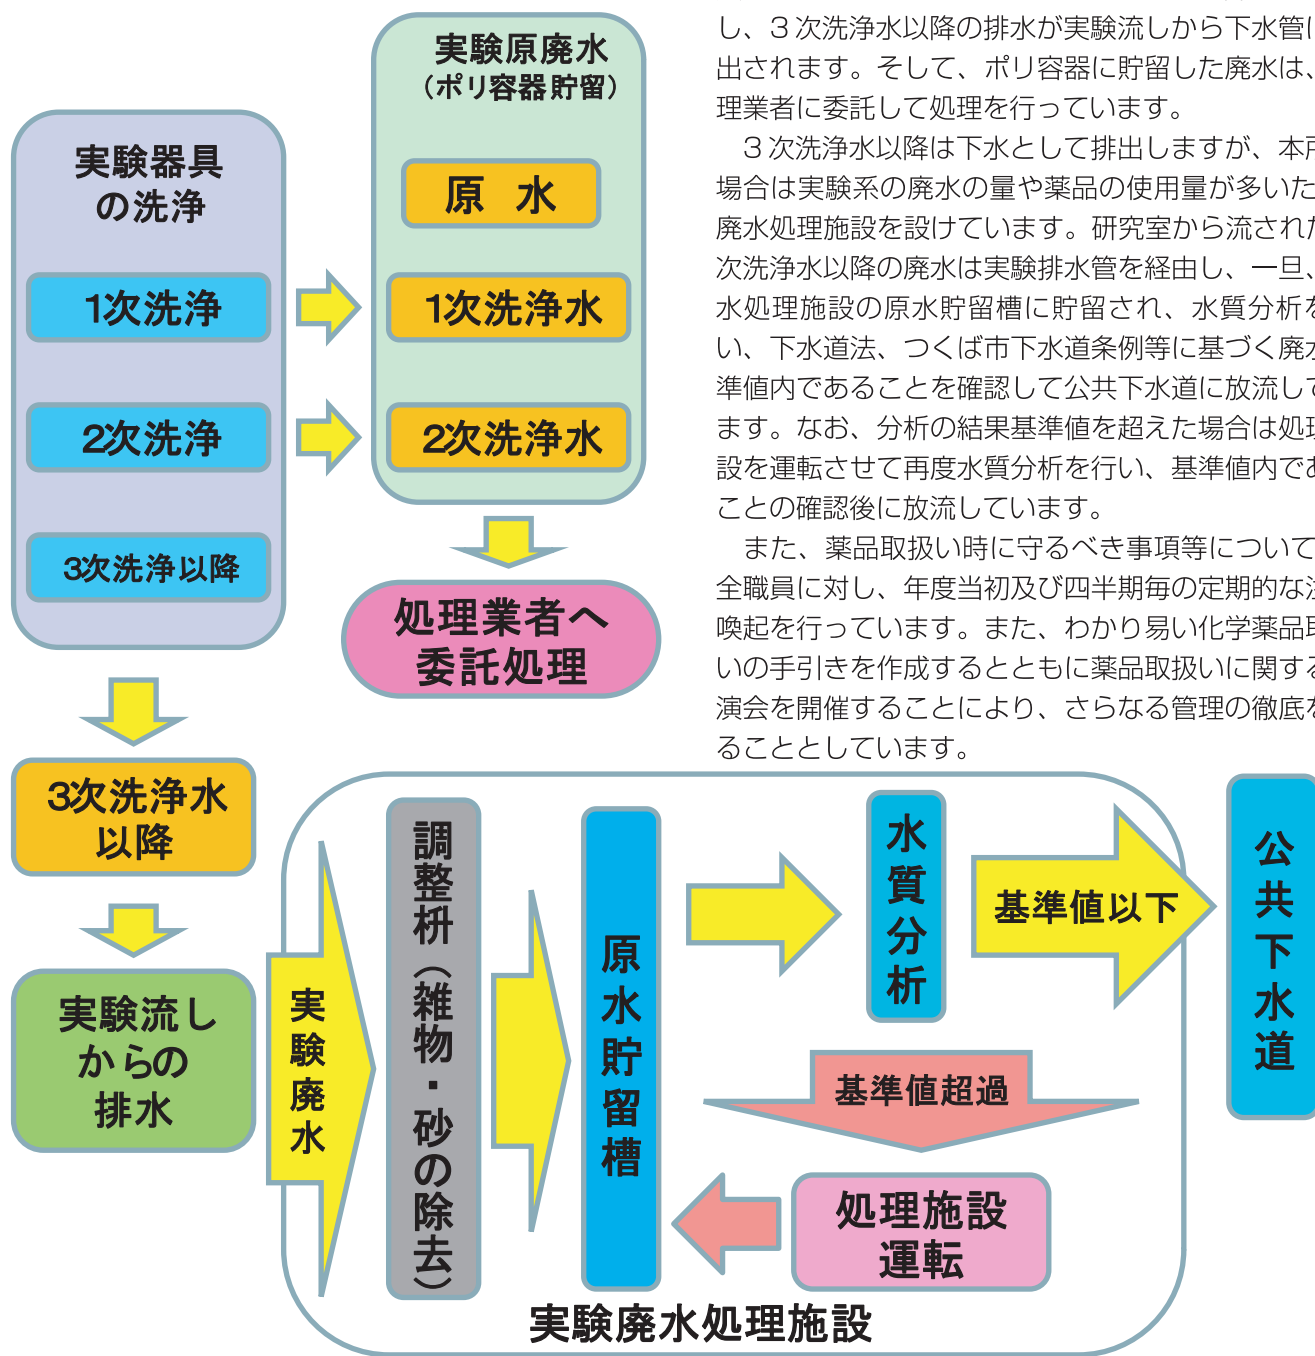 し、3次洗浄水以降の排水が実験流しから下水管に
出されます。そして、ポリ容器に貯留した廃水は、
理業者に委託して処理を行っています。
3次洗浄水以降は下水として排出しますが、本所
場合は実験系の廃水の量や薬品の使用量が多いた
廃水処理施設を設けています。研究室から流された
次洗浄水以降の廃水は実験排水管を経由し、一旦、
水処理施設の原水貯留槽に貯留され、水質分析を
い、下水道法、つくば市下水道条例等に基づく廃水
準値内であることを確認して公共下水道に放流して
ます。なお、分析の結果基準値を超えた場合は処理
設を運転させて再度水質分析を行い、基準値内であ
ことの確認後に放流しています。
また、薬品取扱い時に守るべき事項等について
全職員に対し、年度当初及び四半期毎の定期的な注
喚起を行っています。また、わかり易い化学薬品取
いの手引きを作成するとともに薬品取扱いに関する
演会を開催することにより、さらなる管理の徹底を
ることとしています。
実験器具
の洗浄
1次洗浄
2次洗浄
3次洗浄以降
実験原廃水
(ポリ容器貯留)
原 水
1次洗浄水
2次洗浄水
処理業者へ
委託処理
3次洗浄水
以降
実験流し
からの
排水
実験廃水
調整枡(雑物・砂の除去)
原水貯留槽
水質分析
基準値以下
公共下水道
基準値超過
処理施設
運転
実験廃水処理施設